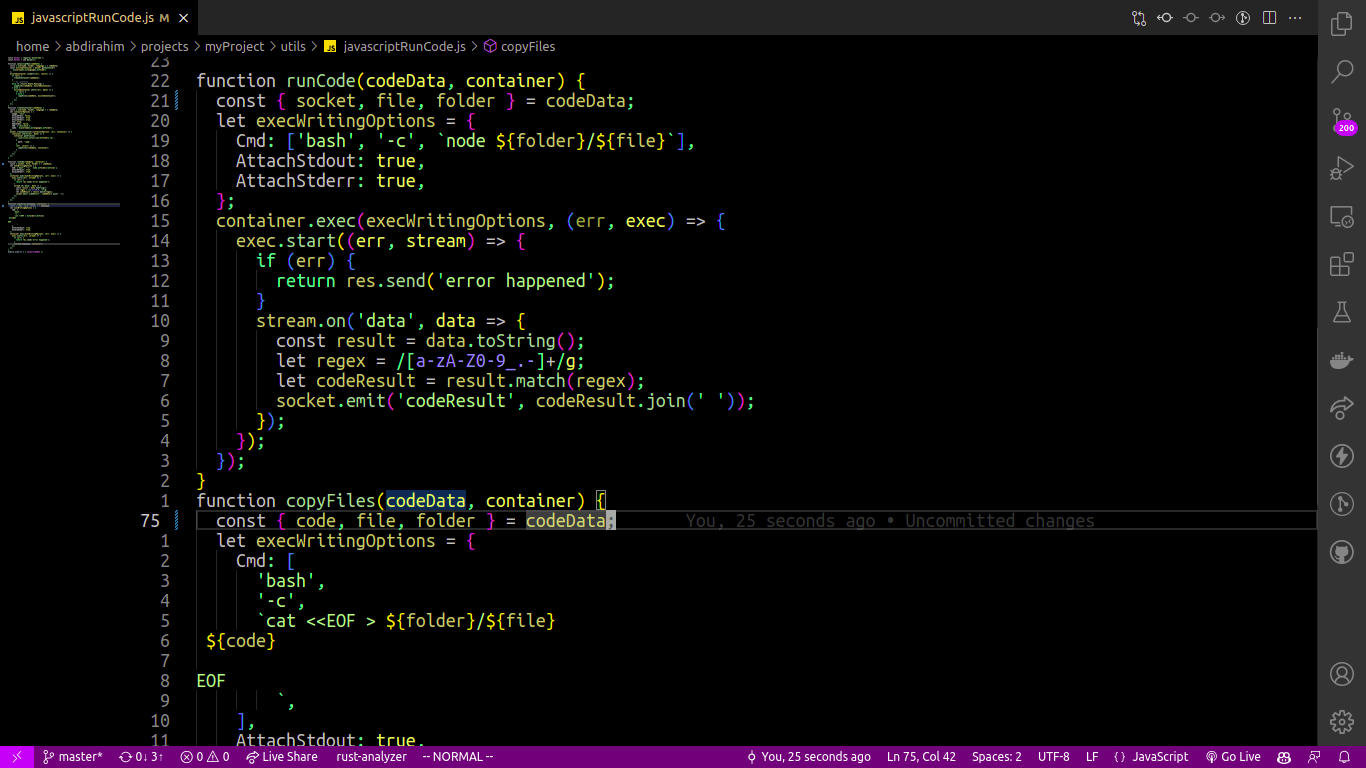 JS javascriptRunCode.js M ×
home > abdirahim > projects > myProject > utils > JS javascriptRunCode.js > copyFiles
23
22 function runCode(codeData, container) {
21 const { socket, file, folder } = codeData;
20 let execWritingOptions = {
19 Cmd: ['bash', '-c', `node ${folder}/${file}`],
18 AttachStdout: true,
17 AttachStderr: true,
16 };
15 container.exec(execWritingOptions, (err, exec) => {
14 exec.start((err, stream) => {
13 if (err) {
12 return res.send('error happened');
11 }
10 stream.on('data', data => {
9 const result = data.toString();
8 let regex = /[a-zA-Z0-9_.-]+/g;
7 let codeResult = result.match(regex);
6 socket.emit('codeResult', codeResult.join(' '));
5 });
4 });
3 });
2 }
1 function copyFiles(codeData, container) {
75 const { code, file, folder } = codeData; You, 25 seconds ago • Uncommitted changes
1 let execWritingOptions = {
2 Cmd: [
3 'bash',
4 '-c',
5 `cat <<EOF > ${folder}/${file}
6 ${code}
7
8 EOF
9 `,
10 ],
11 AttachStdout: true,
200
master* 0↓ 3↑ 0 0 Live Share rust-analyzer -- NORMAL -- You, 25 seconds ago Ln 75, Col 42 Spaces: 2 UTF-8 LF { } JavaScript Go Live